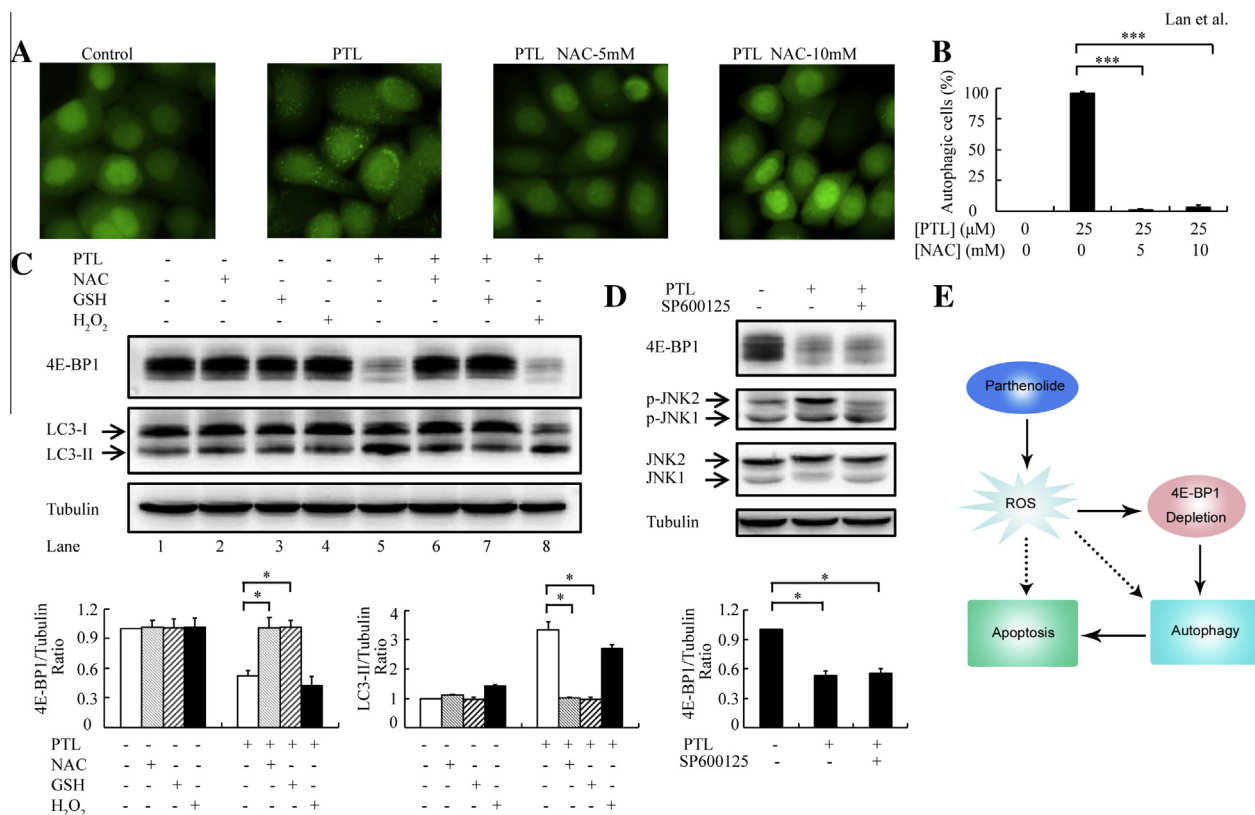 Lan et al.
A
Control
PTL
PTL NAC-5mM
PTL NAC-10mM
B
***
***
Autophagic cells (%)
100
75
50
25
0
[PTL] (μM) 0 25 25 25
[NAC] (mM) 0 0 5 10
C
PTL - - - - + + + +
NAC - + - - - + - -
GSH - - + - - - + -
H₂O₂ - - - + - - - +
4E-BP1
LC3-I
LC3-II
Tubulin
Lane 1 2 3 4 5 6 7 8
4E-BP1/Tubulin
Ratio
1.2
0.9
0.6
0.3
0
*
*
PTL - - - - + + + +
NAC - + - - - + - -
GSH - - + - - - + -
H₂O₂ - - - + - - - +
LC3-II/Tubulin
Ratio
4
3
2
1
0
*
*
- - - - + + + +
- + - - - + - -
- - + - - - + -
- - - + - - - +
D
PTL - + +
SP600125 - - +
4E-BP1
p-JNK2
p-JNK1
JNK2
JNK1
Tubulin
4E-BP1/Tubulin
Ratio
1.2
0.9
0.6
0.3
0
*
*
PTL - + +
SP600125 - - +
E
Parthenolide
ROS
4E-BP1
Depletion
Apoptosis
Autophagy